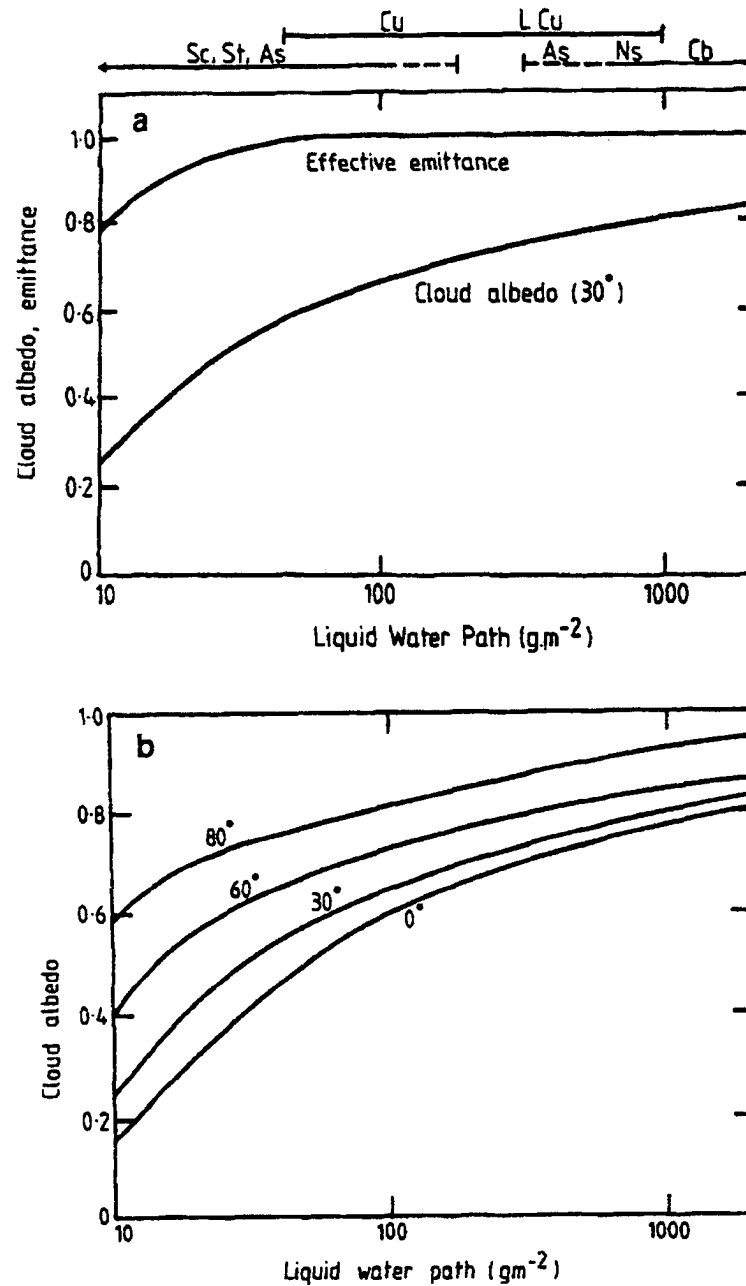 Cu L Cu
Sc, St, As As Ns Cb
a
1·0
0·8
0·6
0·4
0·2
0
Cloud albedo, emittance
Effective emittance
Cloud albedo (30°)
10 100 1000
Liquid Water Path (g.m⁻²)
b
1·0
0·8
0·6
0·4
0·2
0
Cloud albedo
80°
60°
30°
0°
10 100 1000
Liquid water path (gm⁻²)